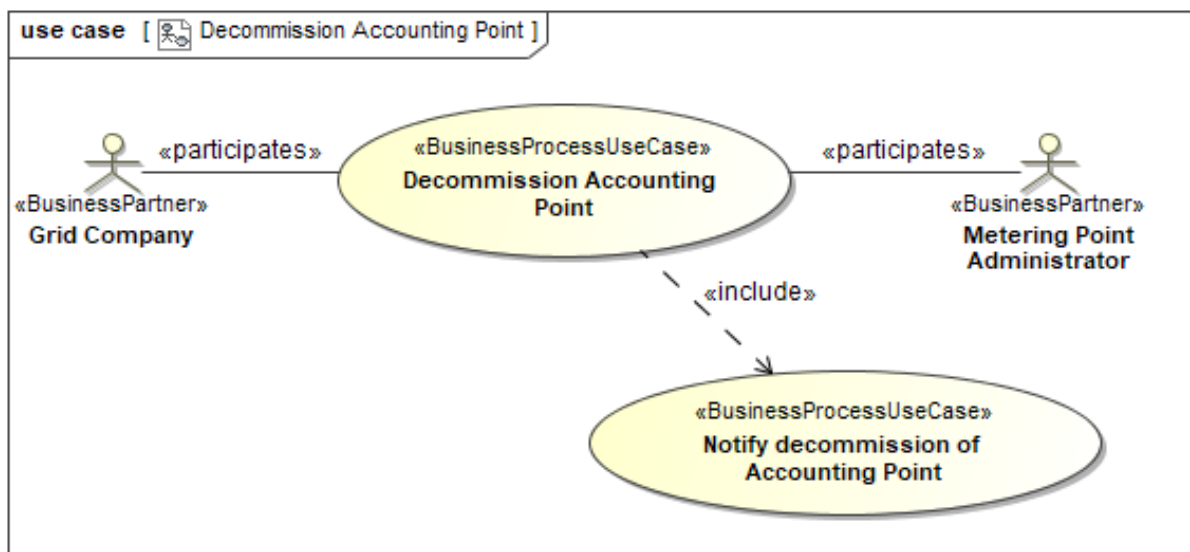 use case [ Decommission Accounting Point ]
«participates»
«BusinessProcessUseCase»
Decommission Accounting
Point
«participates»
«BusinessPartner»
Grid Company
«BusinessPartner»
Metering Point
Administrator
«include»
«BusinessProcessUseCase»
Notify decommission of
Accounting Point